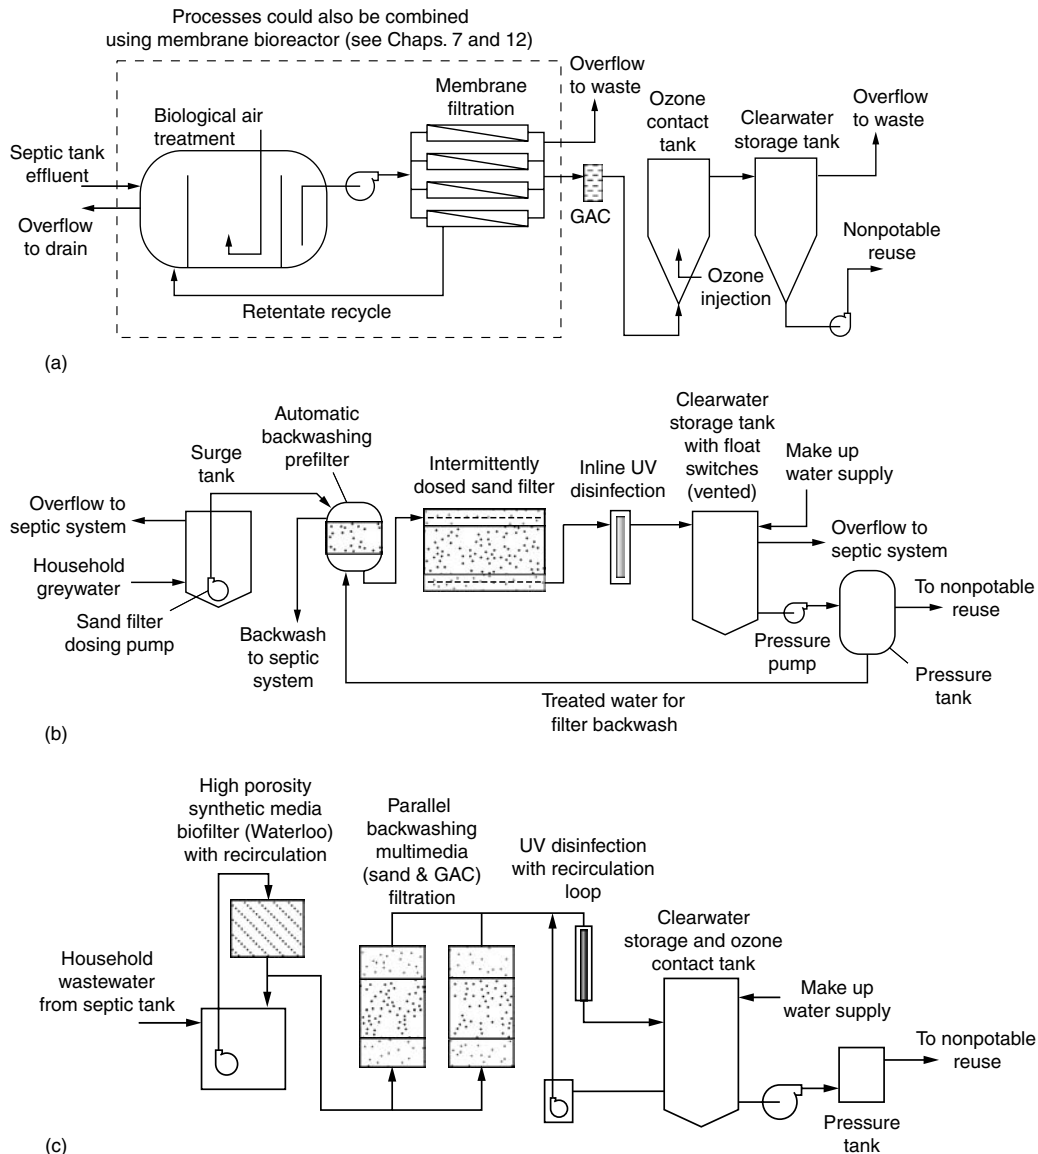 Processes could also be combined
using membrane bioreactor (see Chaps. 7 and 12)
Membrane
filtration
Overflow
to waste
Biological air
treatment
Septic tank
effluent
Overflow
to drain
Retentate recycle
GAC
Ozone
contact
tank
Clearwater
storage tank
Overflow
to waste
Ozone
injection
Nonpotable
reuse
(a)
Automatic
backwashing
prefilter
Surge
tank
Overflow to
septic system
Household
greywater
Sand filter
dosing pump
Backwash
to septic
system
Intermittently
dosed sand filter
Inline UV
disinfection
Clearwater
storage tank
with float
switches
(vented)
Make up
water supply
Overflow to
septic system
To nonpotable
reuse
Pressure
pump
Pressure
tank
Treated water for
filter backwash
(b)
High porosity
synthetic media
biofilter (Waterloo)
with recirculation
Parallel
backwashing
multimedia
(sand & GAC)
filtration
UV disinfection
with recirculation
loop
Clearwater
storage and ozone
contact tank
Household
wastewater
from septic tank
Make up
water supply
To nonpotable
reuse
Pressure
tank
(c)